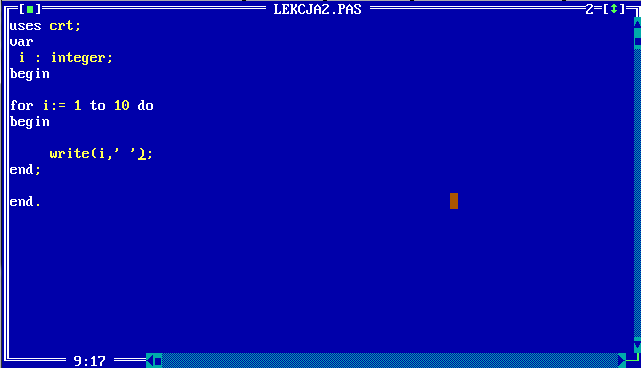 [■] LEKCJA2.PAS 2=[↕]
uses crt;
var
 i : integer;
begin

for i:= 1 to 10 do
begin

     write(i,' ');
end;

end.
9:17